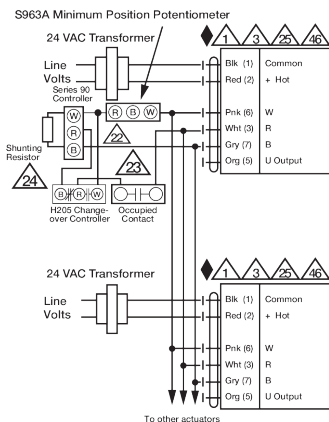 S963A Minimum Position Potentiometer
24 VAC Transformer
1 3 25 46
Line
Volts
Blk (1) Common
Red (2) + Hot
Series 90
Controller
W
R
B
R B W
Pnk (6) W
Wht (3) R
Gry (7) B
Org (5) U Output
22
Shunting
Resistor
24
23
B R W
H205 Change-
over Controller
Occupied
Contact
24 VAC Transformer
1 3 25 46
Line
Volts
Blk (1) Common
Red (2) + Hot
Pnk (6) W
Wht (3) R
Gry (7) B
Org (5) U Output
To other actuators